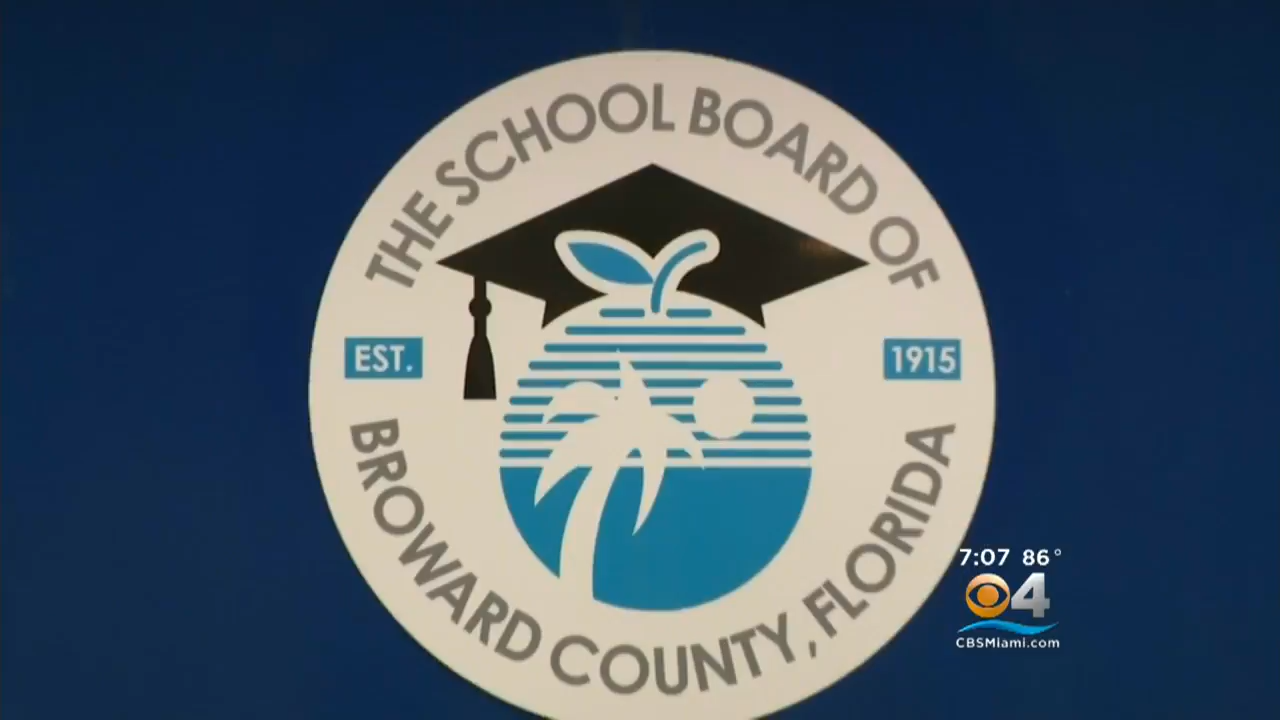 THE SCHOOL BOARD OF
EST. 1915
BROWARD COUNTY, FLORIDA
7:07 86°
4
CBSMiami.com